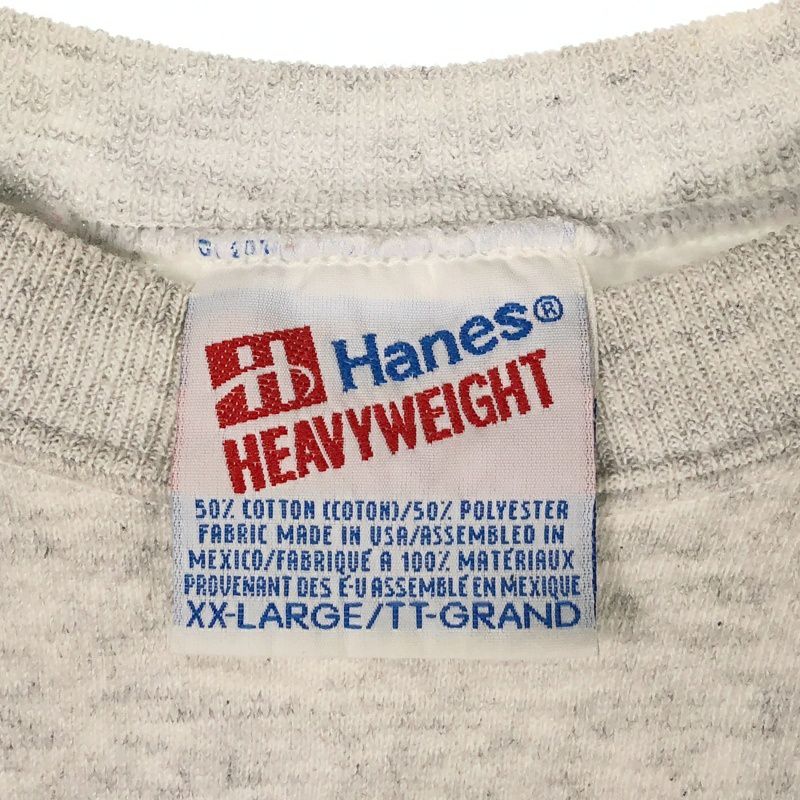 Hanes®
HEAVYWEIGHT
50% COTTON (COTON)/50% POLYESTER
FABRIC MADE IN USA/ASSEMBLED IN
MEXICO/FABRIQUÉ A 100% MATÉRIAUX
PROVENANT DES É-U ASSEMBLÉ EN MEXIQUE
XX-LARGE/TT-GRAND